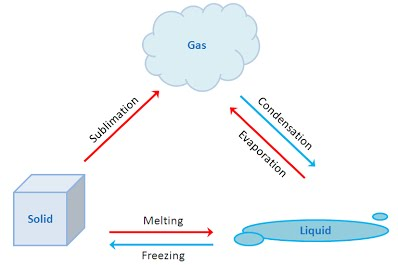 Gas
Sublimation
Condensation
Evaporation
Solid
Melting
Freezing
Liquid